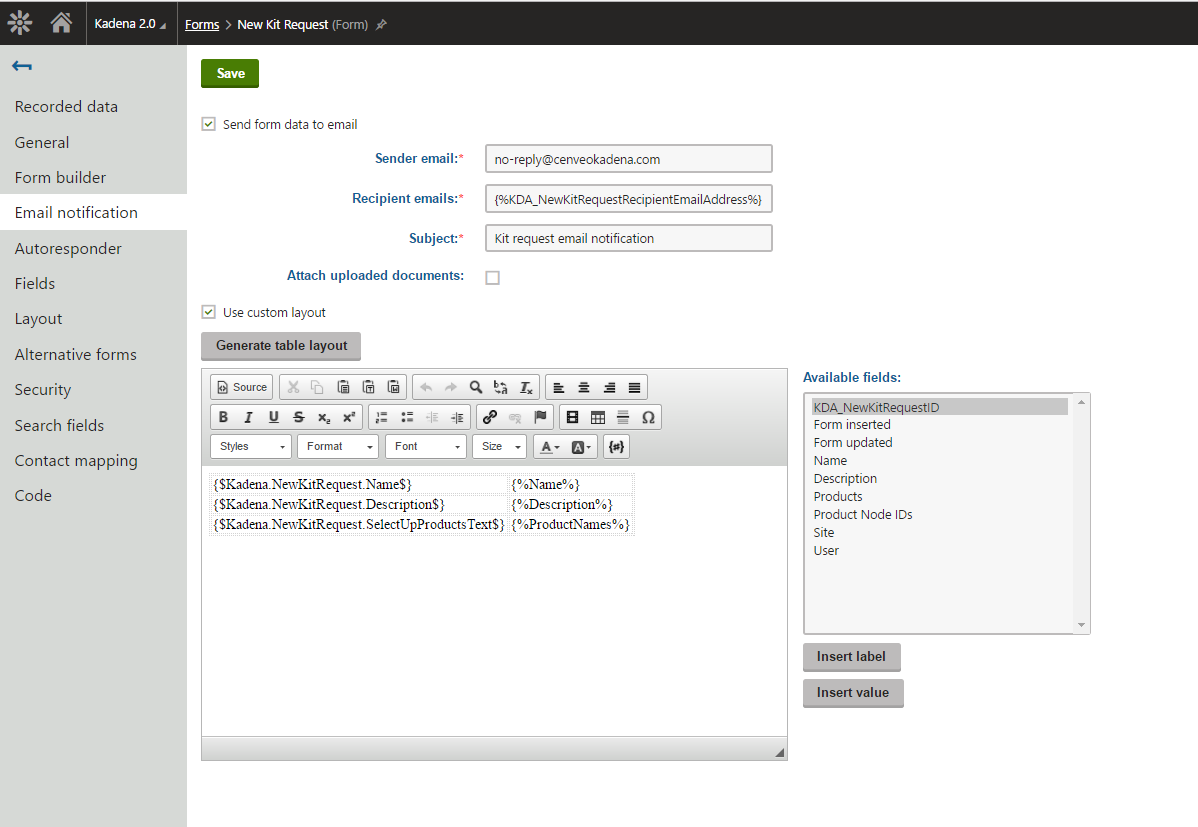 Kadena 2.0 Forms > New Kit Request (Form)
Save
Recorded data
General
Form builder
Email notification
Autoresponder
Fields
Layout
Alternative forms
Security
Search fields
Contact mapping
Code
Send form data to email
Sender email:* no-reply@cenveokadena.com
Recipient emails:* {%KDA_NewKitRequestRecipientEmailAddress%}
Subject:* Kit request email notification
Attach uploaded documents:
Use custom layout
Generate table layout
Source
B I U S x₂ x²
Styles Format Font Size A A {#}
{$Kadena.NewKitRequest.Name$} {%Name%}
{$Kadena.NewKitRequest.Description$} {%Description%}
{$Kadena.NewKitRequest.SelectUpProductsText$} {%ProductNames%}
Available fields:
KDA_NewKitRequestID
Form inserted
Form updated
Name
Description
Products
Product Node IDs
Site
User
Insert label
Insert value